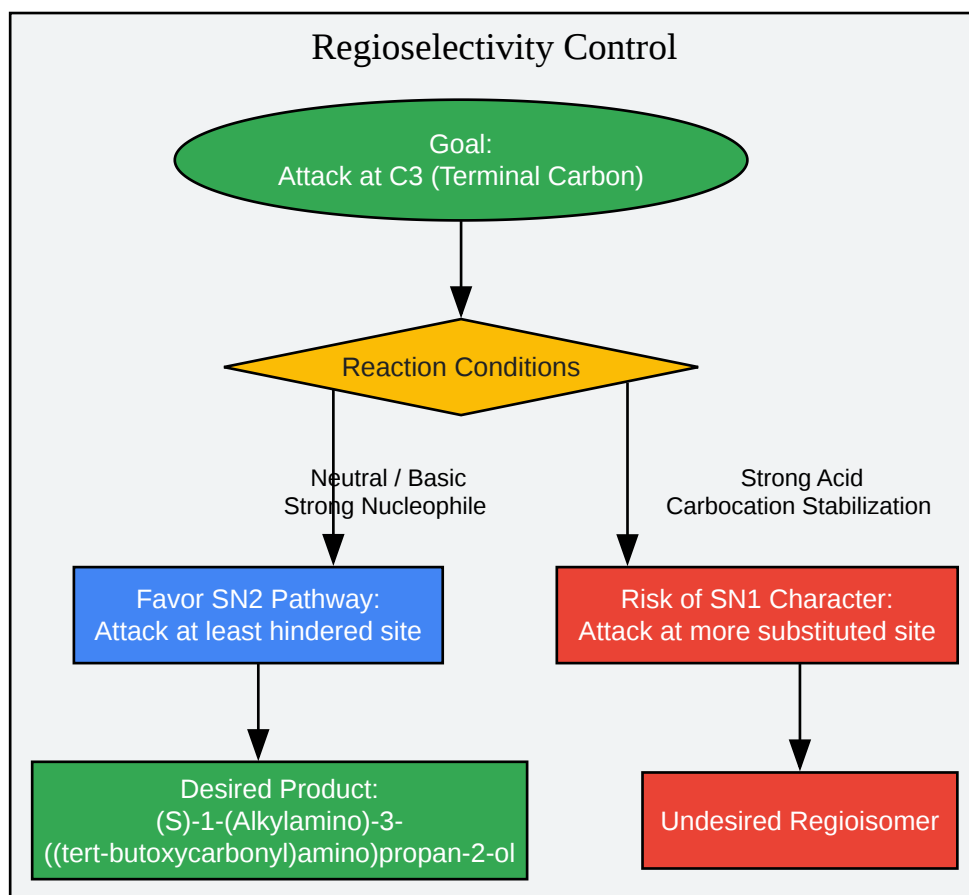 Regioselectivity Control
Goal:
Attack at C3 (Terminal Carbon)
Reaction Conditions
Neutral / Basic
Strong Nucleophile
Strong Acid
Carbocation Stabilization
Favor SN2 Pathway:
Attack at least hindered site
Risk of SN1 Character:
Attack at more substituted site
Desired Product:
(S)-1-(Alkylamino)-3-
((tert-butoxycarbonyl)amino)propan-2-ol
Undesired Regioisomer